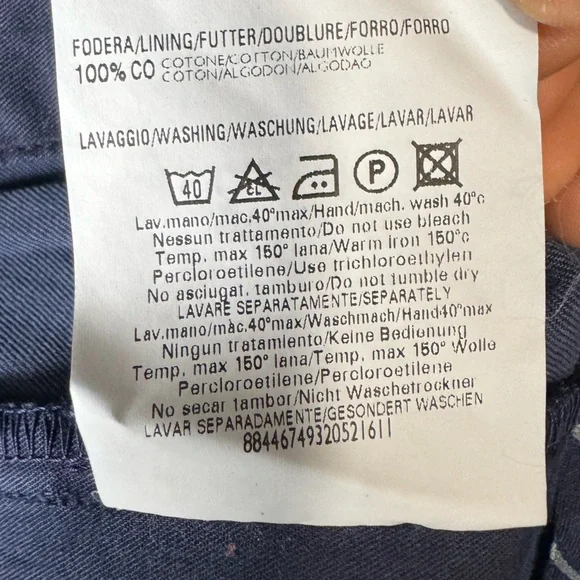 FODERA/LINING/FUTTER/DOUBLURE/FORRO/FORRO
100% CO COTONE/COTTON/BAUMWOLLE
COTON/ALGODON/ALGODAO
LAVAGGIO/WASHING/WASCHUNG/LAVAGE/LAVAR/LAVAR
40 CL P
Lav.mano/mac.40°max/Hand/mach. wash 40°c
Nessun trattamento/Do not use bleach
Temp. max 150° lana/Warm iron 150°c
Percloroetilene/Use trichloroethylen
No asciugat. tamburo/Do not tumble dry
LAVARE SEPARATAMENTE/SEPARATELY
Lav.mano/màc.40°max/Waschmach/Hand40°max
Ningun tratamiento/Keine Bedienung
Temp. max 150° lana/Temp. max 150° Wolle
Percloroetilene/Percloroetilene
No secar tambor/Nicht Waschetrockner
LAVAR SEPARADAMENTE/GESONDERT WASCHEN
88446749320521611